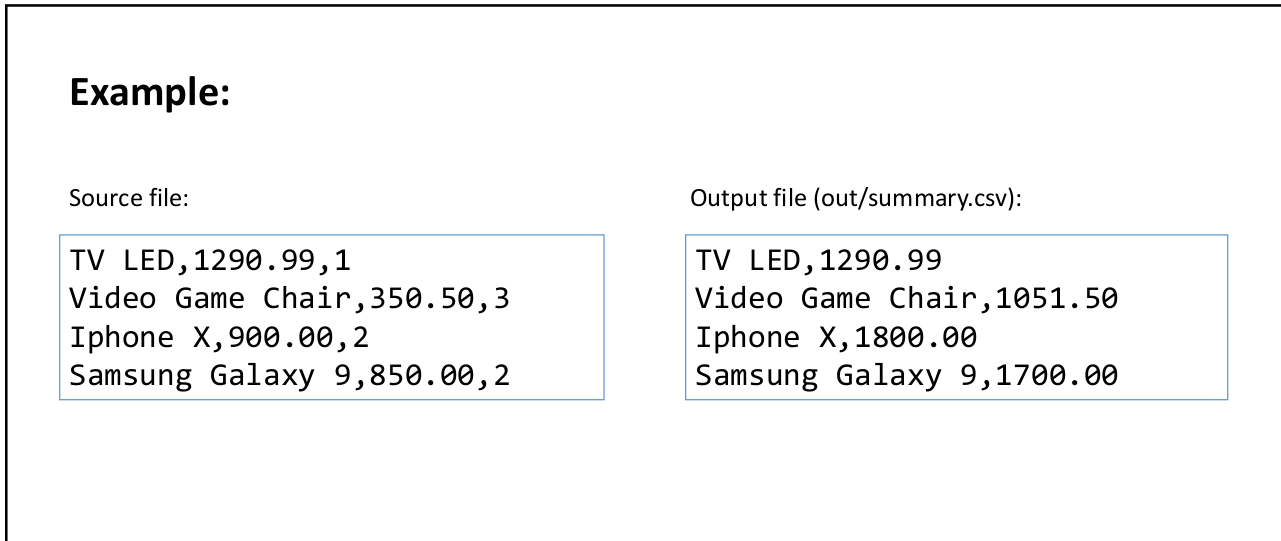 Example:
Source file:
TV LED,1290.99,1
Video Game Chair,350.50,3
Iphone X,900.00,2
Samsung Galaxy 9,850.00,2
Output file (out/summary.csv):
TV LED,1290.99
Video Game Chair,1051.50
Iphone X,1800.00
Samsung Galaxy 9,1700.00